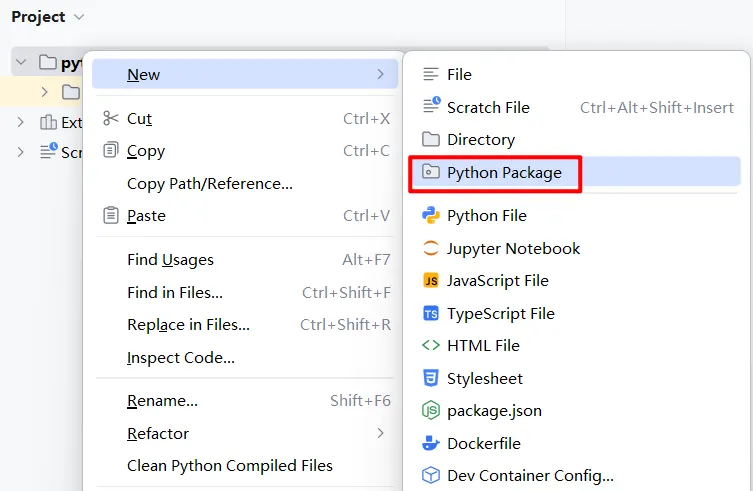 Project
py
Ext
Scr
New
Cut Ctrl+X
Copy Ctrl+C
Copy Path/Reference...
Paste Ctrl+V
Find Usages Alt+F7
Find in Files... Ctrl+Shift+F
Replace in Files... Ctrl+Shift+R
Inspect Code...
Rename... Shift+F6
Refactor
Clean Python Compiled Files
File
Scratch File Ctrl+Alt+Shift+Insert
Directory
Python Package
Python File
Jupyter Notebook
JavaScript File
TypeScript File
HTML File
Stylesheet
package.json
Dockerfile
Dev Container Config...